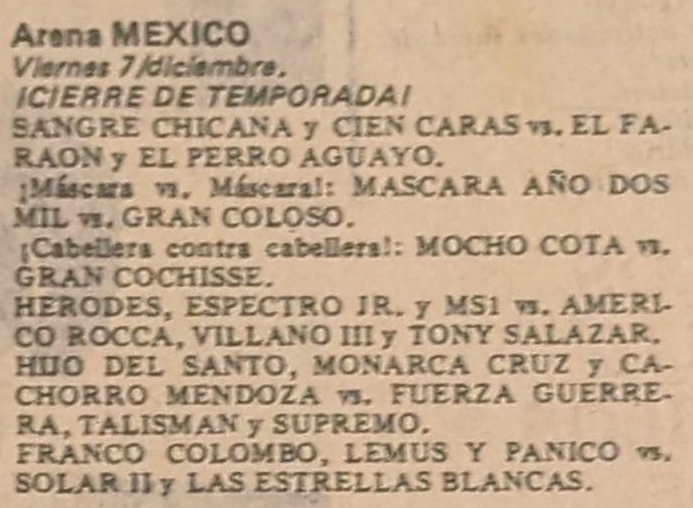 Arena MEXICO
Viernes 7/diciembre.
¡CIERRE DE TEMPORADA!
SANGRE CHICANA y CIEN CARAS vs. EL FA-
RAON y EL PERRO AGUAYO.
¡Máscara vs. Máscara!: MASCARA AÑO DOS
MIL vs. GRAN COLOSO.
¡Cabellera contra cabellera!: MOCHO COTA vs.
GRAN COCHISSE.
HERODES, ESPECTRO JR. y MS1 vs. AMERI-
CO ROCCA, VILLANO III y TONY SALAZAR.
HIJO DEL SANTO, MONARCA CRUZ y CA-
CHORRO MENDOZA vs. FUERZA GUERRE-
RA, TALISMAN y SUPREMO.
FRANCO COLOMBO, LEMUS Y PANICO vs.
SOLAR II y LAS ESTRELLAS BLANCAS.